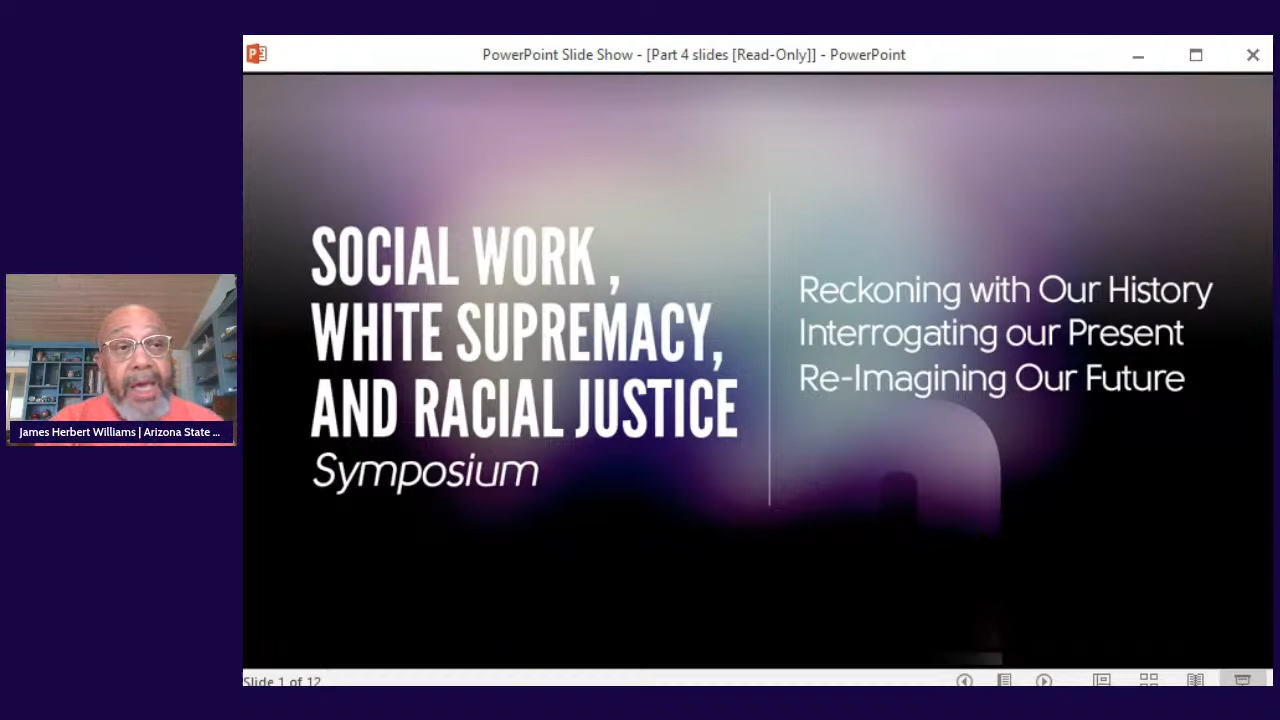 PowerPoint Slide Show - [Part 4 slides [Read-Only]] - PowerPoint
SOCIAL WORK ,
WHITE SUPREMACY,
AND RACIAL JUSTICE
Symposium
Reckoning with Our History
Interrogating our Present
Re-Imagining Our Future
James Herbert Williams | Arizona State ...
Slide 1 of 12